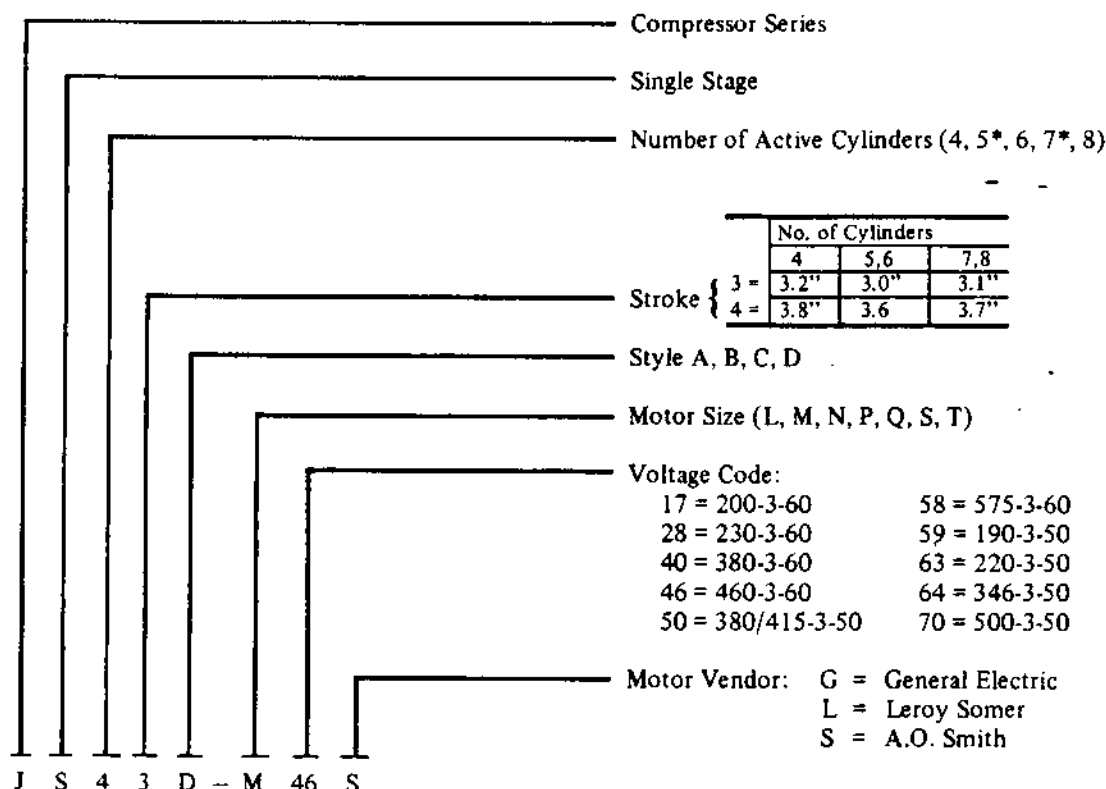 Compressor Series
Single Stage
Number of Active Cylinders (4, 5*, 6, 7*, 8)
No. of Cylinders
4 5,6 7,8
Stroke { 3 = 3.2" 3.0" 3.1"
4 = 3.8" 3.6 3.7"
Style A, B, C, D
Motor Size (L, M, N, P, Q, S, T)
Voltage Code:
17 = 200-3-60 58 = 575-3-60
28 = 230-3-60 59 = 190-3-50
40 = 380-3-60 63 = 220-3-50
46 = 460-3-60 64 = 346-3-50
50 = 380/415-3-50 70 = 500-3-50
Motor Vendor: G = General Electric
L = Leroy Somer
S = A.O. Smith
J S 4 3 D – M 46 S